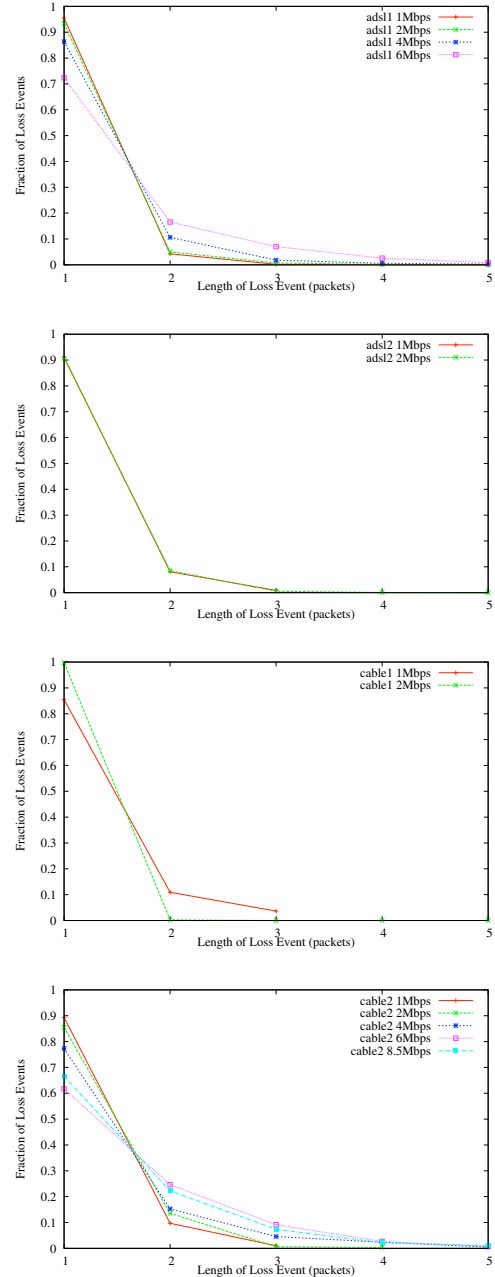 adsl1 1Mbps
adsl1 2Mbps
adsl1 4Mbps
adsl1 6Mbps
Fraction of Loss Events
1
0.9
0.8
0.7
0.6
0.5
0.4
0.3
0.2
0.1
0
1 2 3 4 5
Length of Loss Event (packets)
adsl2 1Mbps
adsl2 2Mbps
Fraction of Loss Events
1
0.9
0.8
0.7
0.6
0.5
0.4
0.3
0.2
0.1
0
1 2 3 4 5
Length of Loss Event (packets)
cable1 1Mbps
cable1 2Mbps
Fraction of Loss Events
1
0.9
0.8
0.7
0.6
0.5
0.4
0.3
0.2
0.1
0
1 2 3 4 5
Length of Loss Event (packets)
cable2 1Mbps
cable2 2Mbps
cable2 4Mbps
cable2 6Mbps
cable2 8.5Mbps
Fraction of Loss Events
1
0.9
0.8
0.7
0.6
0.5
0.4
0.3
0.2
0.1
0
1 2 3 4 5
Length of Loss Event (packets)